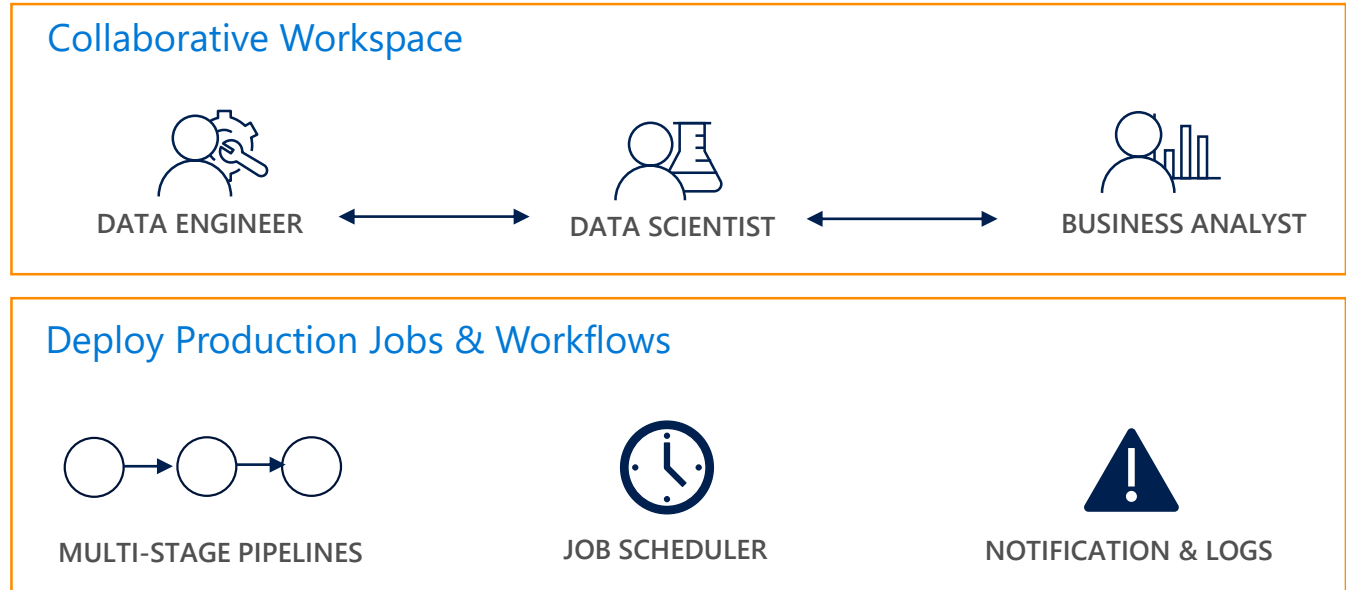 Collaborative Workspace
DATA ENGINEER
DATA SCIENTIST
BUSINESS ANALYST
Deploy Production Jobs & Workflows
MULTI-STAGE PIPELINES
JOB SCHEDULER
NOTIFICATION & LOGS